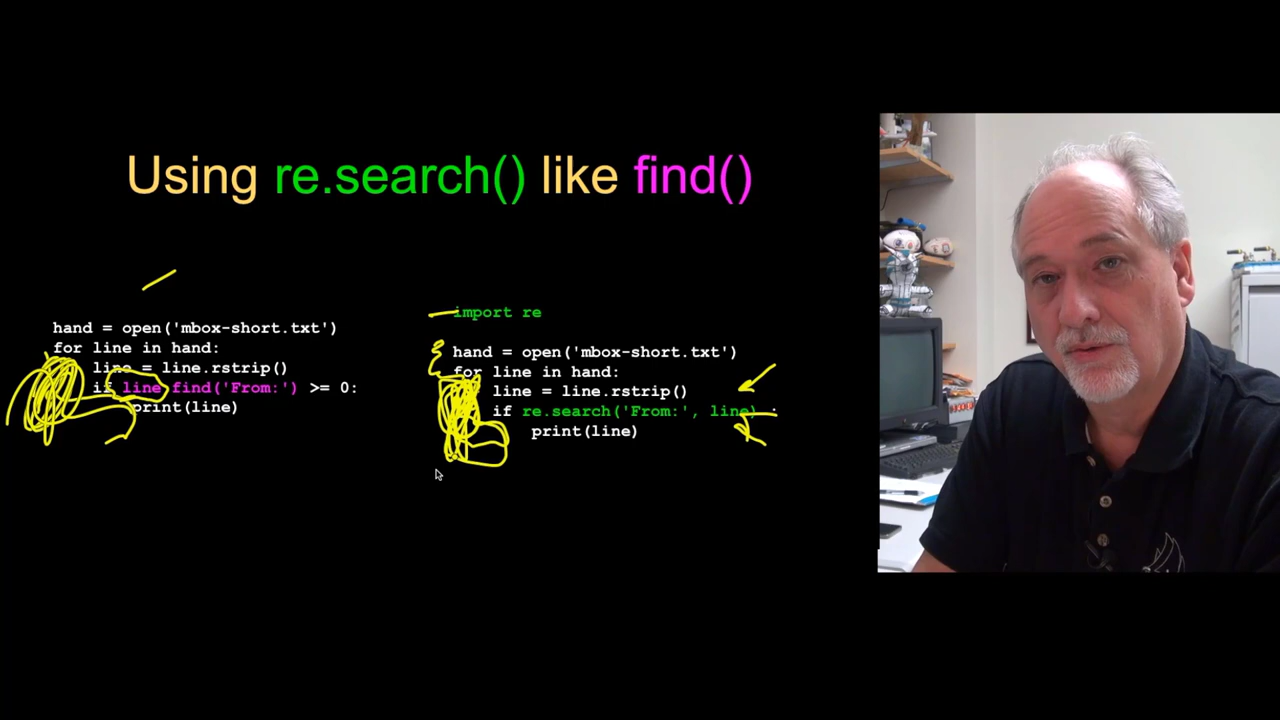 Using re.search() like find()
hand = open('mbox-short.txt')
for line in hand:
    line = line.rstrip()
    if line.find('From:') >= 0:
        print(line)
import re
hand = open('mbox-short.txt')
for line in hand:
    line = line.rstrip()
    if re.search('From:', line) :
        print(line)